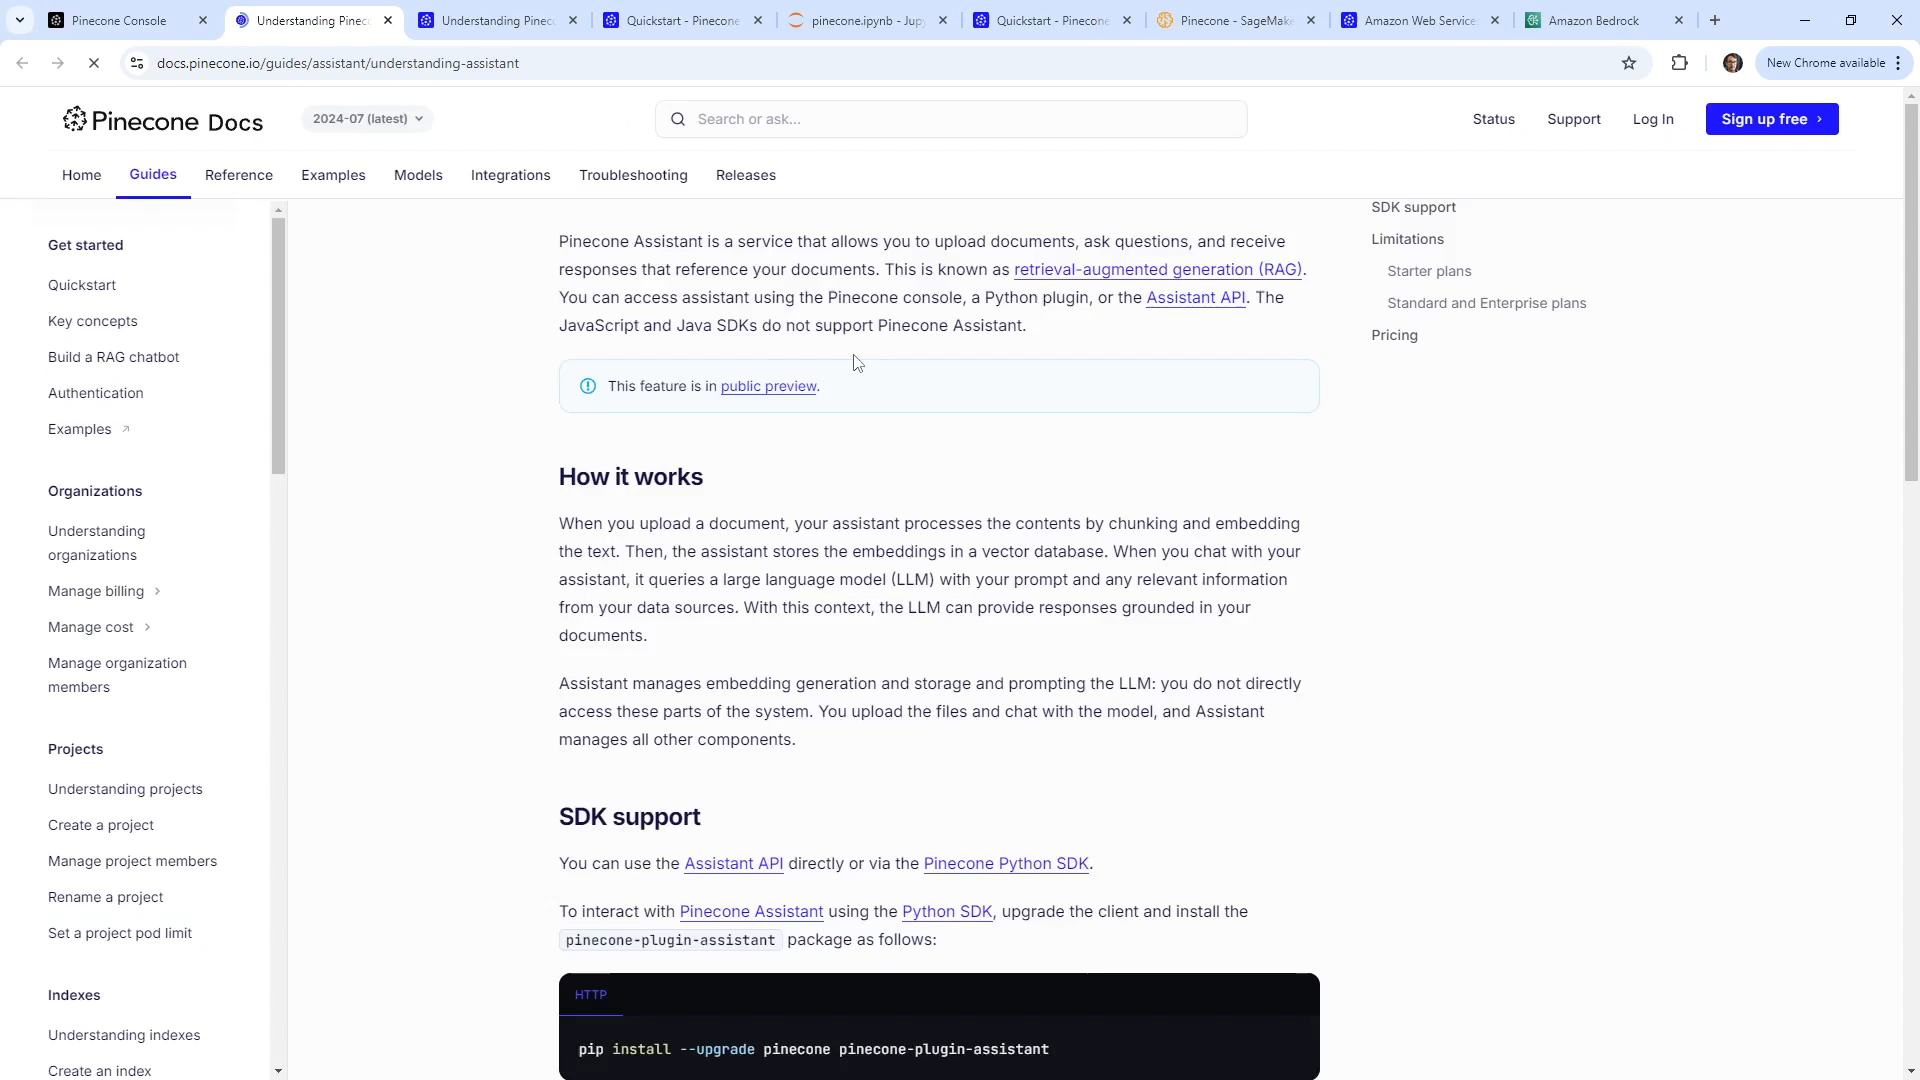 Pinecone Console
Understanding Pinec
Understanding Pinec
Quickstart - Pinecone
pinecone.ipynb - Jupy
Quickstart - Pinecone
Pinecone - SageMake
Amazon Web Service
Amazon Bedrock
docs.pinecone.io/guides/assistant/understanding-assistant
New Chrome available
Pinecone Docs
2024-07 (latest)
Search or ask...
Status
Support
Log In
Sign up free
Home
Guides
Reference
Examples
Models
Integrations
Troubleshooting
Releases
Get started
Quickstart
Key concepts
Build a RAG chatbot
Authentication
Examples
Organizations
Understanding
organizations
Manage billing
Manage cost
Manage organization
members
Projects
Understanding projects
Create a project
Manage project members
Rename a project
Set a project pod limit
Indexes
Understanding indexes
Create an index
Pinecone Assistant is a service that allows you to upload documents, ask questions, and receive
responses that reference your documents. This is known as retrieval-augmented generation (RAG).
You can access assistant using the Pinecone console, a Python plugin, or the Assistant API. The
JavaScript and Java SDKs do not support Pinecone Assistant.
This feature is in public preview.
How it works
When you upload a document, your assistant processes the contents by chunking and embedding
the text. Then, the assistant stores the embeddings in a vector database. When you chat with your
assistant, it queries a large language model (LLM) with your prompt and any relevant information
from your data sources. With this context, the LLM can provide responses grounded in your
documents.
Assistant manages embedding generation and storage and prompting the LLM: you do not directly
access these parts of the system. You upload the files and chat with the model, and Assistant
manages all other components.
SDK support
You can use the Assistant API directly or via the Pinecone Python SDK.
To interact with Pinecone Assistant using the Python SDK, upgrade the client and install the
pinecone-plugin-assistant package as follows:
HTTP
pip install --upgrade pinecone pinecone-plugin-assistant
SDK support
Limitations
Starter plans
Standard and Enterprise plans
Pricing